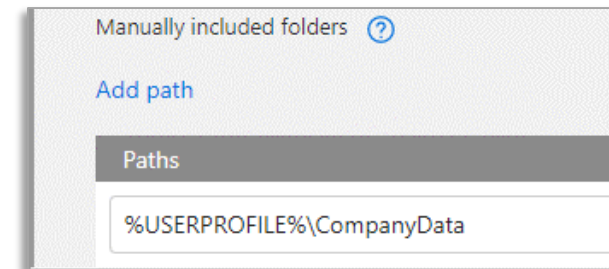 Manually included folders ?
Add path
Paths
%USERPROFILE%\CompanyData